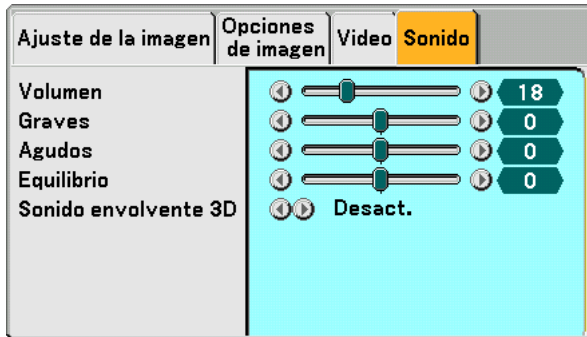 Ajuste de la imagen
Opciones
de imagen
Video
Sonido
Volumen 18
Graves 0
Agudos 0
Equilibrio 0
Sonido envolvente 3D Desact.